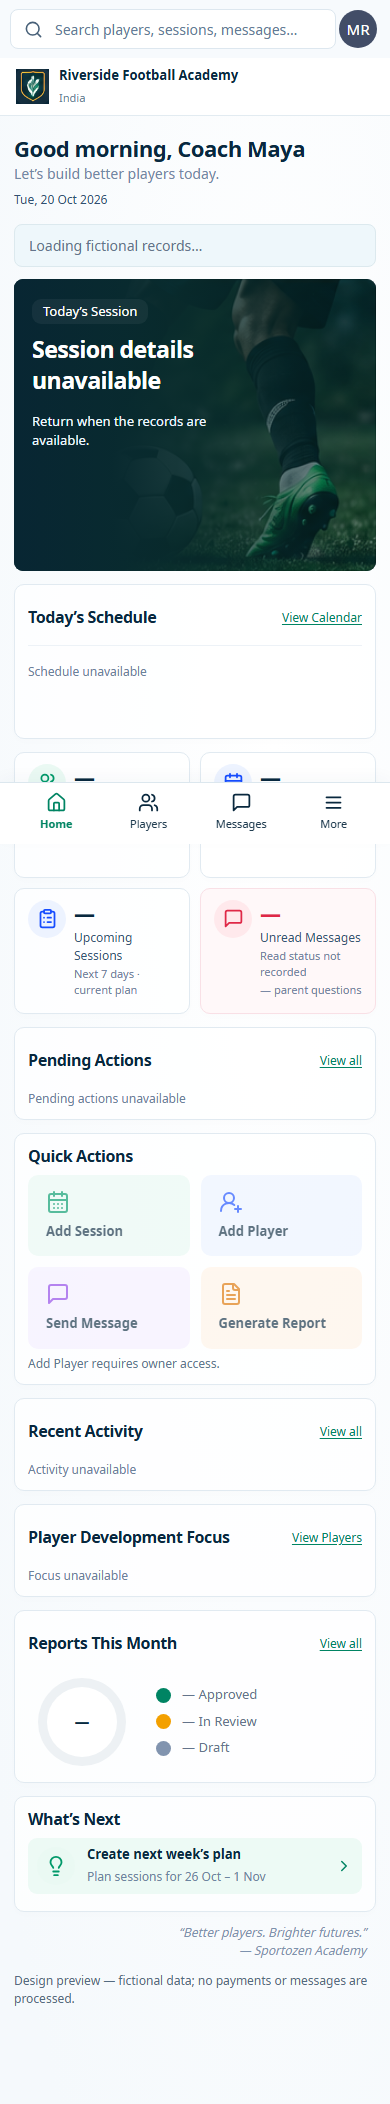 Search players, sessions, messages...
MR
Riverside Football Academy
India
Good morning, Coach Maya
Let's build better players today.
Tue, 20 Oct 2026
Loading fictional records...
Today's Session
Session details
unavailable
Return when the records are
available.
Today's Schedule
View Calendar
Schedule unavailable
—
—
Home
Players
Messages
More
—
Upcoming
Sessions
Next 7 days ·
current plan
—
Unread Messages
Read status not
recorded
— parent questions
Pending Actions
View all
Pending actions unavailable
Quick Actions
Add Session
Add Player
Send Message
Generate Report
Add Player requires owner access.
Recent Activity
View all
Activity unavailable
Player Development Focus
View Players
Focus unavailable
Reports This Month
View all
—
— Approved
— In Review
— Draft
What's Next
Create next week's plan
Plan sessions for 26 Oct – 1 Nov
“Better players. Brighter futures.”
— Sportozen Academy
Design preview — fictional data; no payments or messages are
processed.